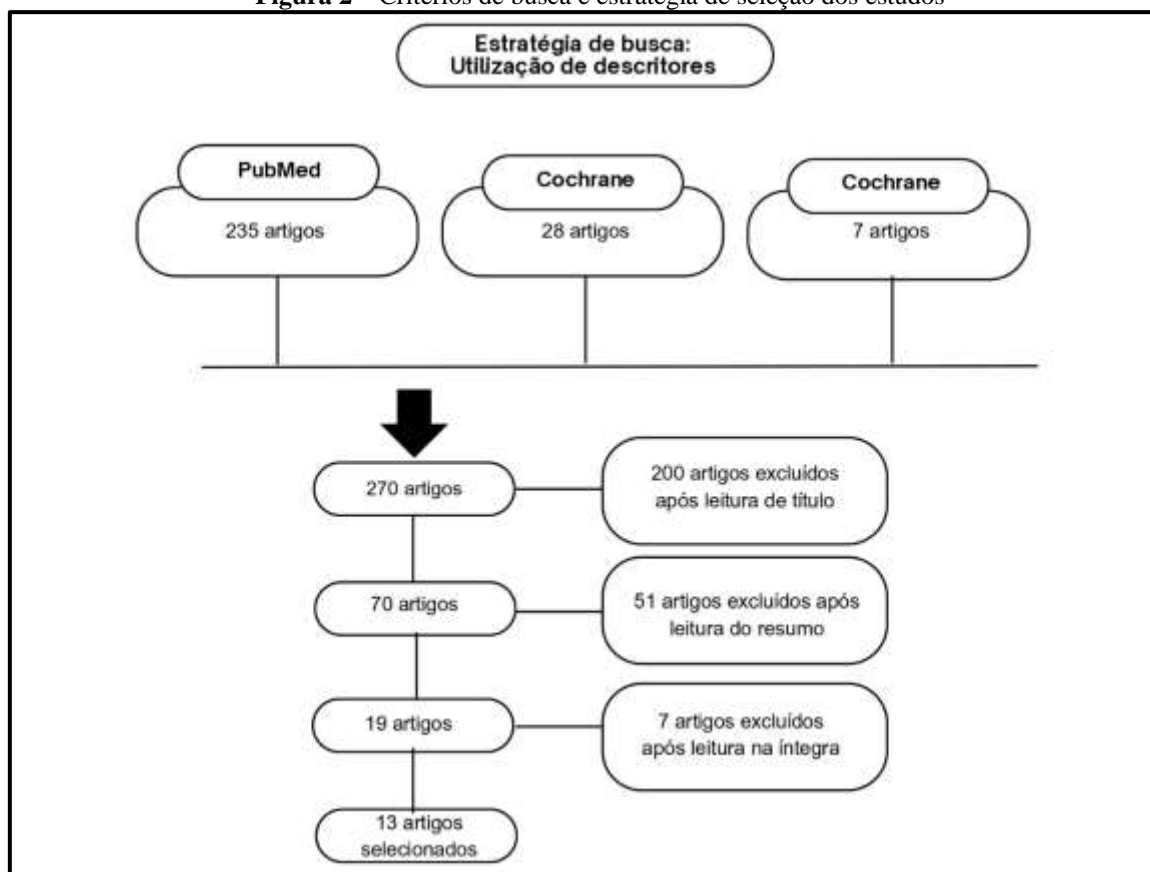 Figura 2 – Critérios de busca e estratégia de seleção dos estudos
Estratégia de busca:
Utilização de descritores
PubMed
235 artigos
Cochrane
28 artigos
Cochrane
7 artigos
270 artigos
200 artigos excluídos
após leitura de título
70 artigos
51 artigos excluídos após
leitura do resumo
19 artigos
7 artigos excluídos
após leitura na íntegra
13 artigos
selecionados